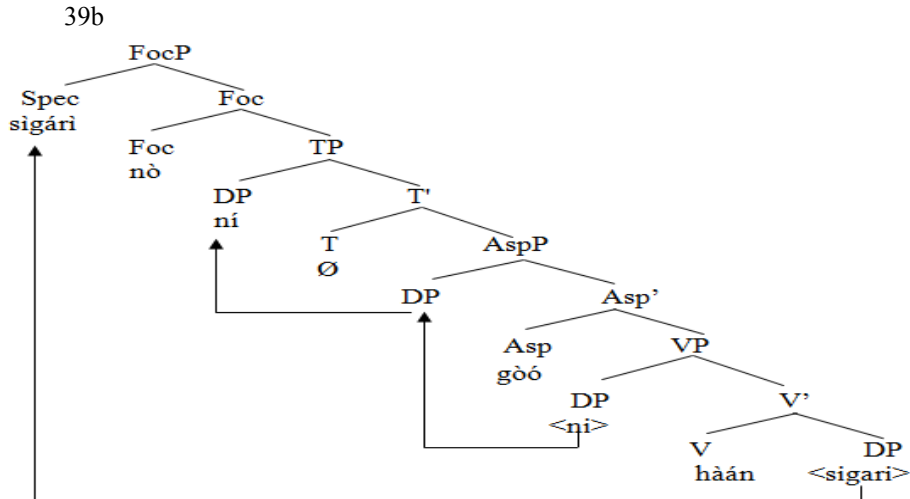 39b
FocP
Spec Foc
sìgárì
Foc TP
nò
DP T'
ní
T AspP
Ø
DP Asp’
Asp VP
gòó
DP V’
<ni>
V DP
hàán <sigari>